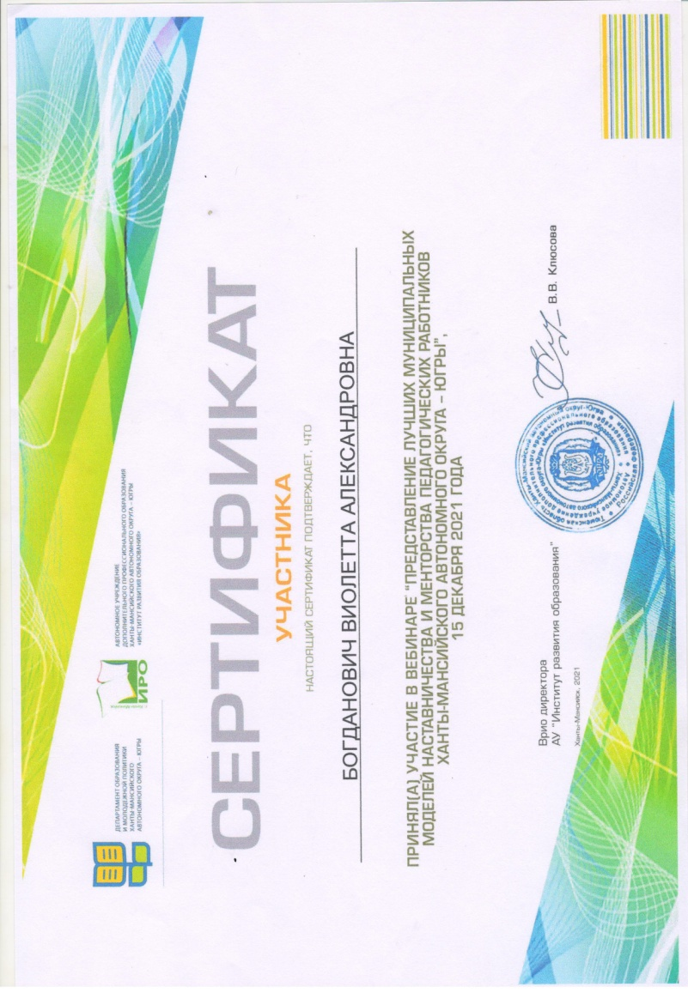 ДЕПАРТАМЕНТ ОБРАЗОВАНИЯ
И МОЛОДЕЖНОЙ ПОЛИТИКИ
ХАНТЫ-МАНСИЙСКОГО
АВТОНОМНОГО ОКРУГА – ЮГРЫ
ИРО
АВТОНОМНОЕ УЧРЕЖДЕНИЕ
ДОПОЛНИТЕЛЬНОГО ПРОФЕССИОНАЛЬНОГО ОБРАЗОВАНИЯ
ХАНТЫ-МАНСИЙСКОГО АВТОНОМНОГО ОКРУГА – ЮГРЫ
«ИНСТИТУТ РАЗВИТИЯ ОБРАЗОВАНИЯ»
СЕРТИФИКАТ
УЧАСТНИКА
НАСТОЯЩИЙ СЕРТИФИКАТ ПОДТВЕРЖДАЕТ, ЧТО
БОГДАНОВИЧ ВИОЛЕТТА АЛЕКСАНДРОВНА
ПРИНЯЛ(А) УЧАСТИЕ В ВЕБИНАРЕ "ПРЕДСТАВЛЕНИЕ ЛУЧШИХ МУНИЦИПАЛЬНЫХ
МОДЕЛЕЙ НАСТАВНИЧЕСТВА И МЕНТОРСТВА ПЕДАГОГИЧЕСКИХ РАБОТНИКОВ
ХАНТЫ-МАНСИЙСКОГО АВТОНОМНОГО ОКРУГА – ЮГРЫ",
15 ДЕКАБРЯ 2021 ГОДА
Врио директора
АУ "Институт развития образования"
В.В. Клюсова
Ханты-Мансийск, 2021